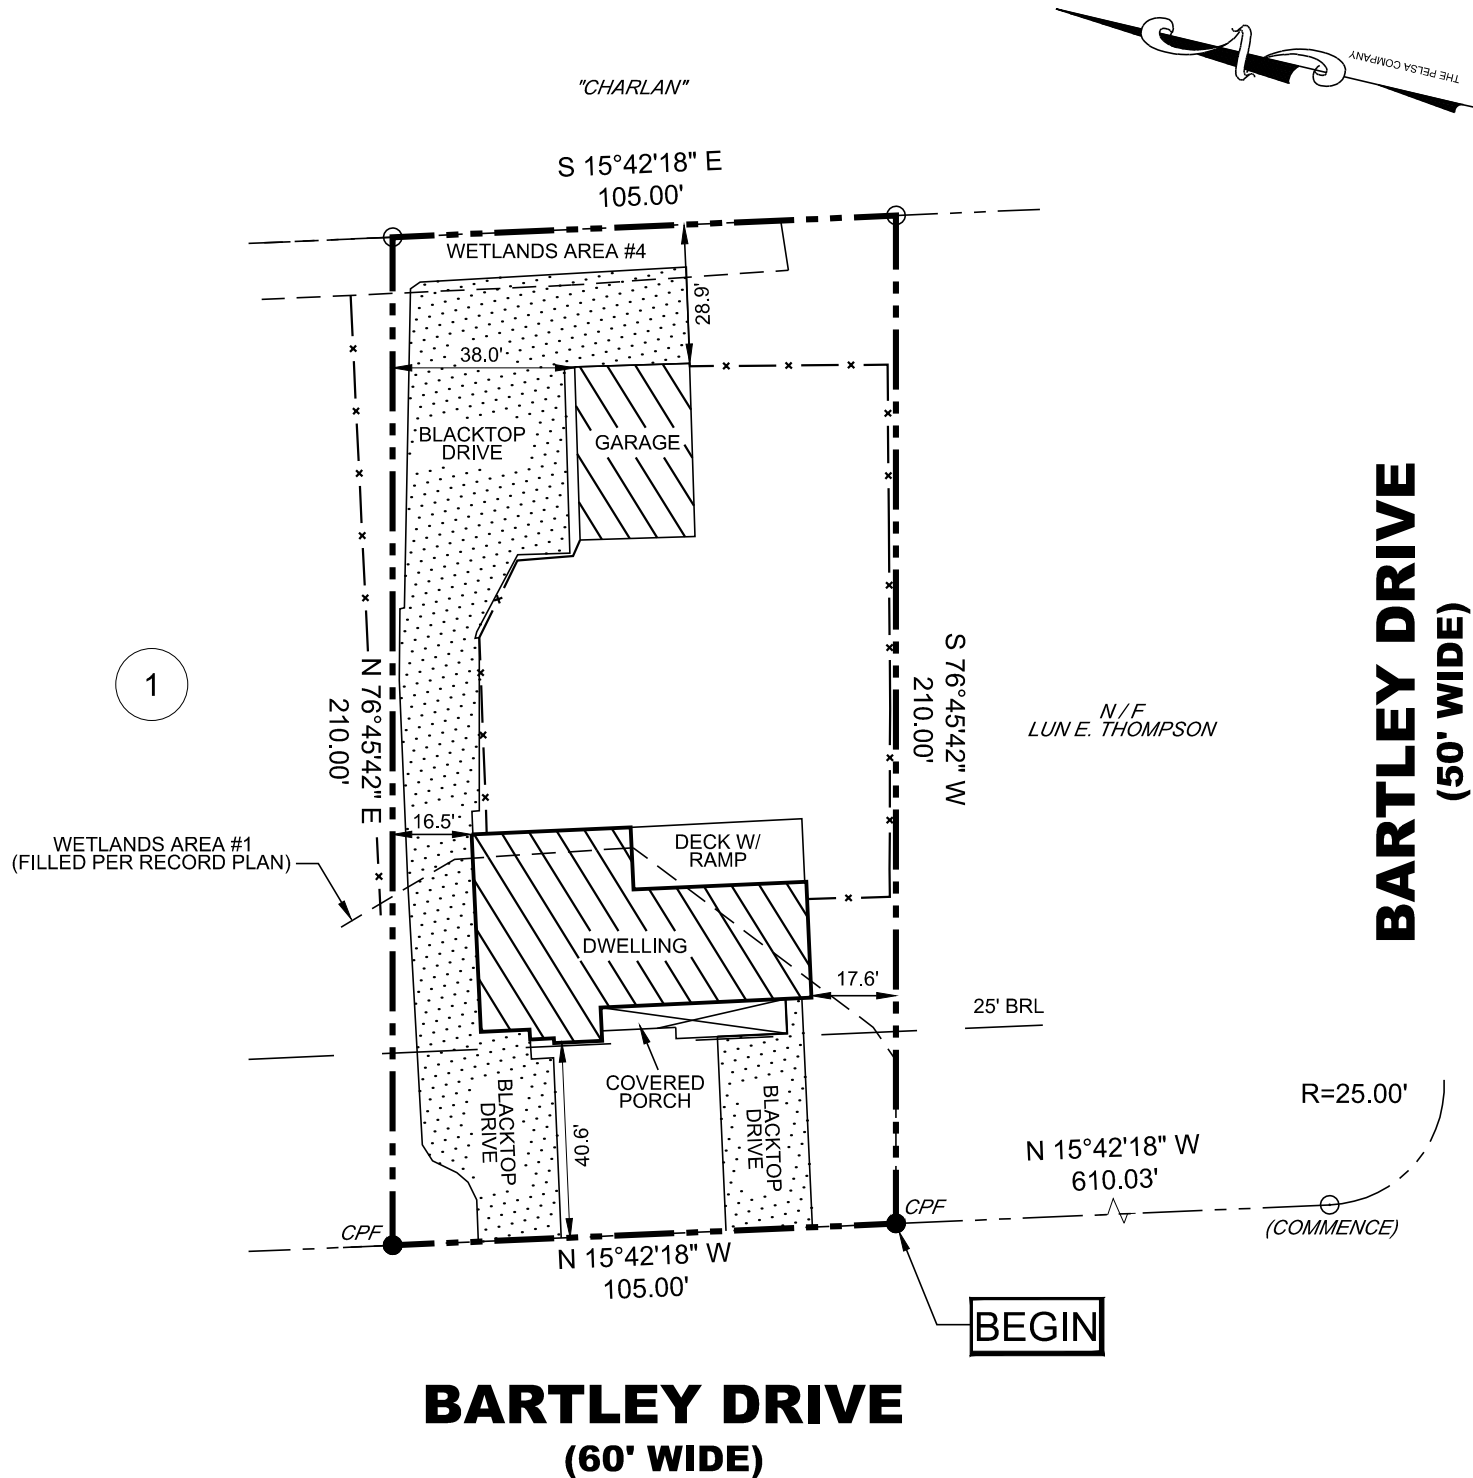 THE PELSA COMPANY
"CHARLAN"
S 15°42'18" E
105.00'
WETLANDS AREA #4
28.9'
38.0'
BLACKTOP
DRIVE
GARAGE
1
N 76°45'42" E
210.00'
S 76°45'42" W
210.00'
N / F
LUN E. THOMPSON
BARTLEY DRIVE
(50' WIDE)
WETLANDS AREA #1
(FILLED PER RECORD PLAN)
16.5'
DECK W/
RAMP
DWELLING
17.6'
25' BRL
COVERED
PORCH
BLACKTOP
DRIVE
40.6'
BLACKTOP
DRIVE
R=25.00'
N 15°42'18" W
610.03'
(COMMENCE)
CPF
CPF
N 15°42'18" W
105.00'
BEGIN
BARTLEY DRIVE
(60' WIDE)